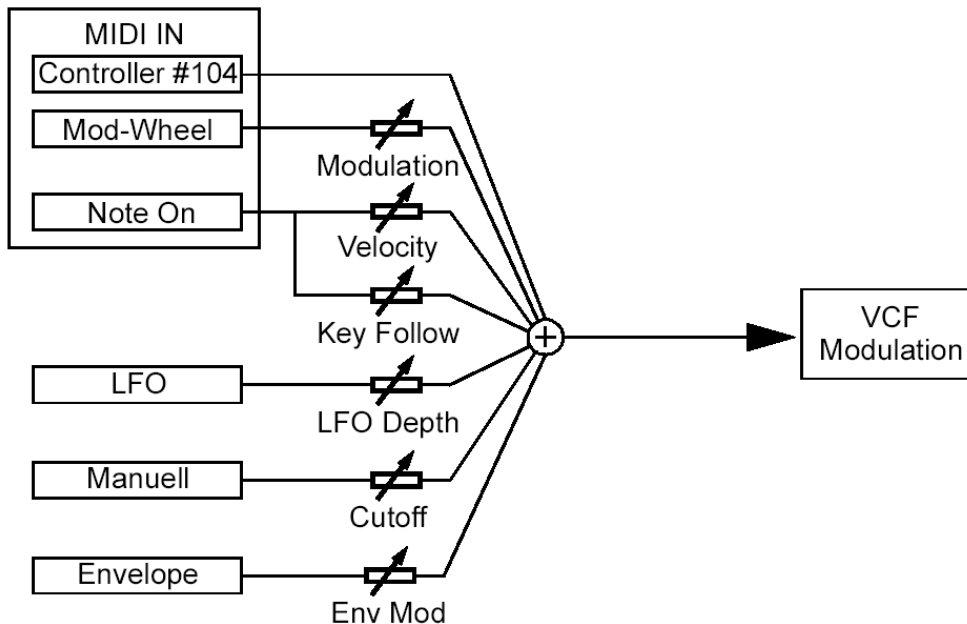 MIDI IN
Controller #104
Mod-Wheel
Modulation
Note On
Velocity
Key Follow
LFO
LFO Depth
Manuell
Cutoff
Envelope
Env Mod
+
VCF
Modulation